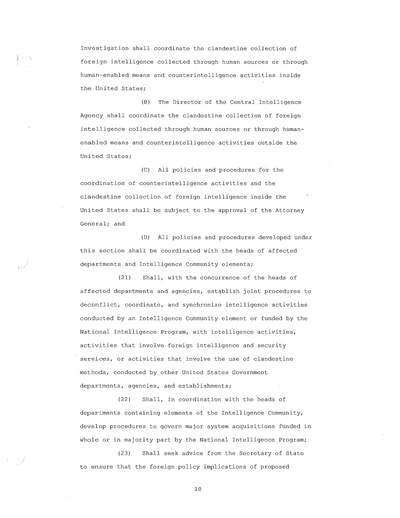 Investigation shall coordinate the clandestine collection of
foreign intelligence collected through human sources or through
human-enabled means and counterintelligence activities inside
the United States;
(B) The Director of the Central Intelligence
Agency shall coordinate the clandestine collection of foreign
intelligence collected through human sources or through human-
enabled means and counterintelligence activities outside the
United States;
(C) All policies and procedures for the
coordination of counterintelligence activities and the
clandestine collection of foreign intelligence inside the
United States shall be subject to the approval of the Attorney
General; and
(D) All policies and procedures developed under
this section shall be coordinated with the heads of affected
departments and Intelligence Community elements;
(21) Shall, with the concurrence of the heads of
affected departments and agencies, establish joint procedures to
deconflict, coordinate, and synchronize intelligence activities
conducted by an Intelligence Community element or funded by the
National Intelligence Program, with intelligence activities,
activities that involve foreign intelligence and security
services, or activities that involve the use of clandestine
methods, conducted by other United States Government
departments, agencies, and establishments;
(22) Shall, in coordination with the heads of
departments containing elements of the Intelligence Community,
develop procedures to govern major system acquisitions funded in
whole or in majority part by the National Intelligence Program;
(23) Shall seek advice from the Secretary of State
to ensure that the foreign policy implications of proposed
10